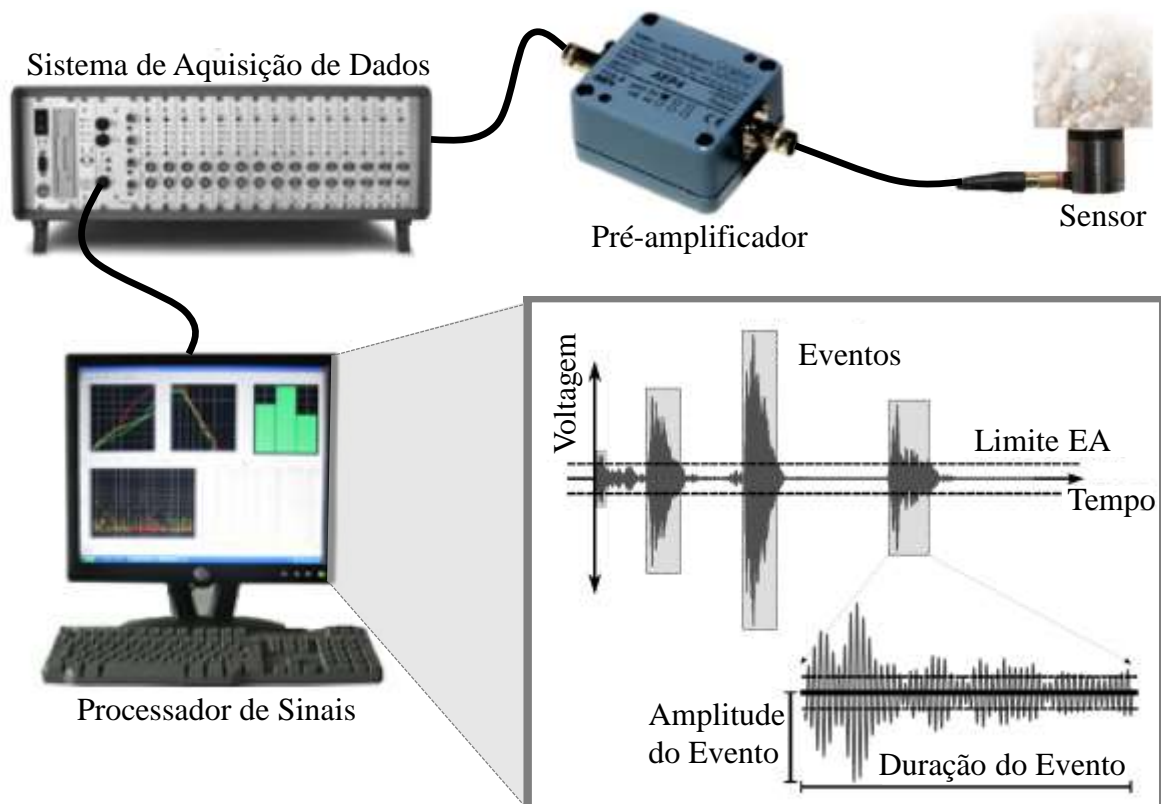 Sistema de Aquisição de Dados
AEP4
Pré-amplificador
Sensor
Processador de Sinais
Voltagem
Eventos
Limite EA
Tempo
Amplitude
do Evento
Duração do Evento